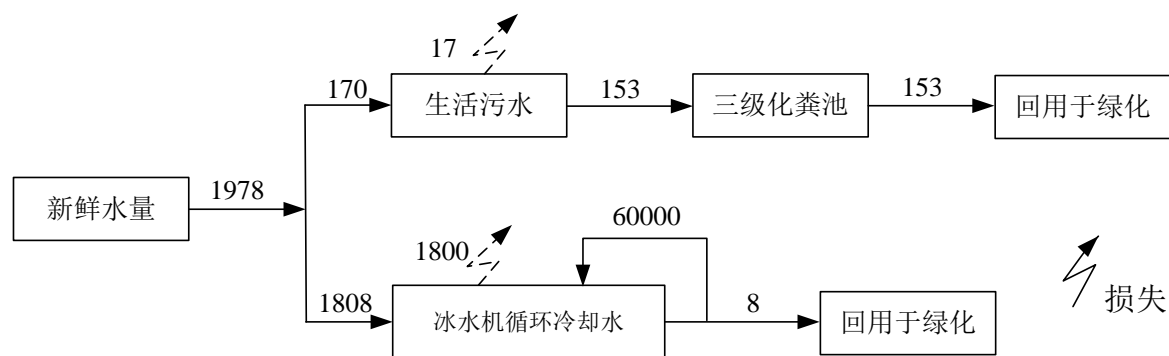 17
170
生活污水
153
三级化粪池
153
回用于绿化
新鲜水量
1978
60000
1800
1808
冰水机循环冷却水
8
回用于绿化
损失